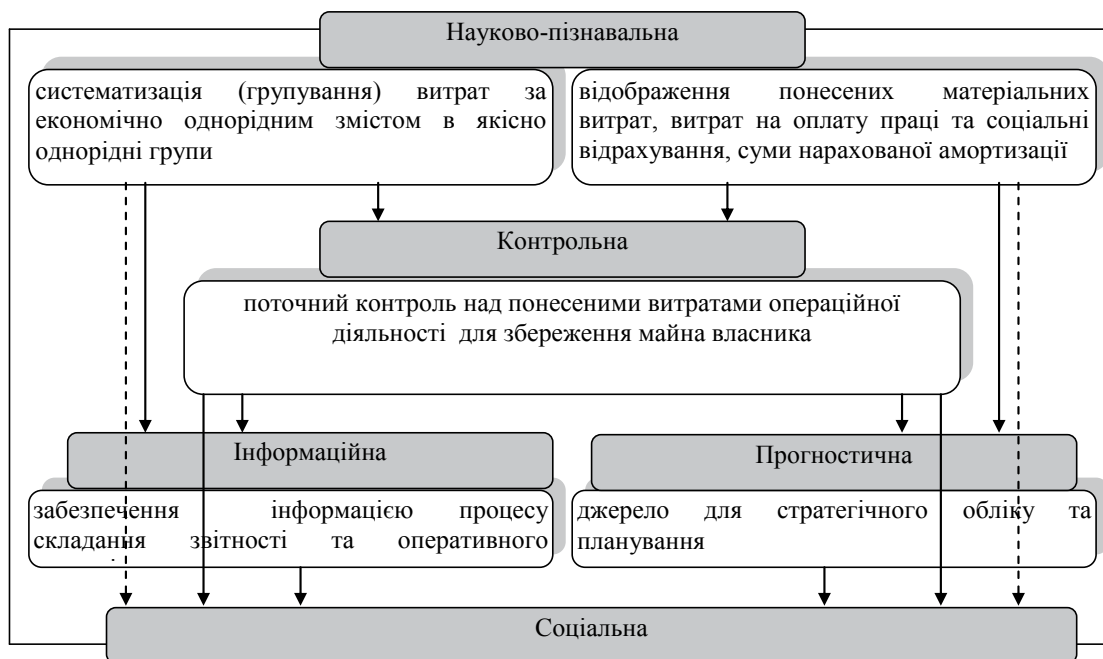 Науково-пізнавальна
систематизація (групування) витрат за
економічно однорідним змістом в якісно
однорідні групи
відображення понесених матеріальних
витрат, витрат на оплату праці та соціальні
відрахування, суми нарахованої амортизації
Контрольна
поточний контроль над понесеними витратами операційної
діяльності для збереження майна власника
Інформаційна
Прогностична
забезпечення інформацією процесу
складання звітності та оперативного
джерело для стратегічного обліку та
планування
Соціальна